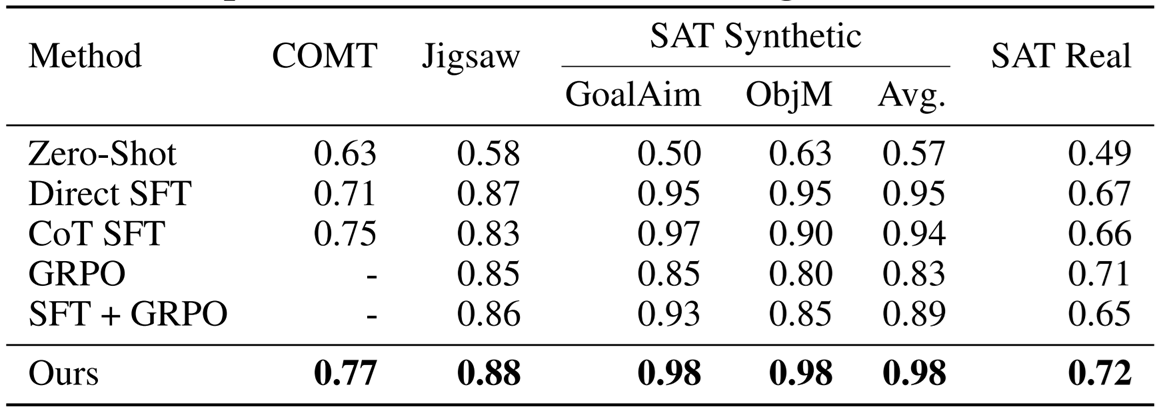 Method COMT Jigsaw SAT Synthetic SAT Real
GoalAim ObjM Avg.
Zero-Shot 0.63 0.58 0.50 0.63 0.57 0.49
Direct SFT 0.71 0.87 0.95 0.95 0.95 0.67
CoT SFT 0.75 0.83 0.97 0.90 0.94 0.66
GRPO - 0.85 0.85 0.80 0.83 0.71
SFT + GRPO - 0.86 0.93 0.85 0.89 0.65
Ours 0.77 0.88 0.98 0.98 0.98 0.72